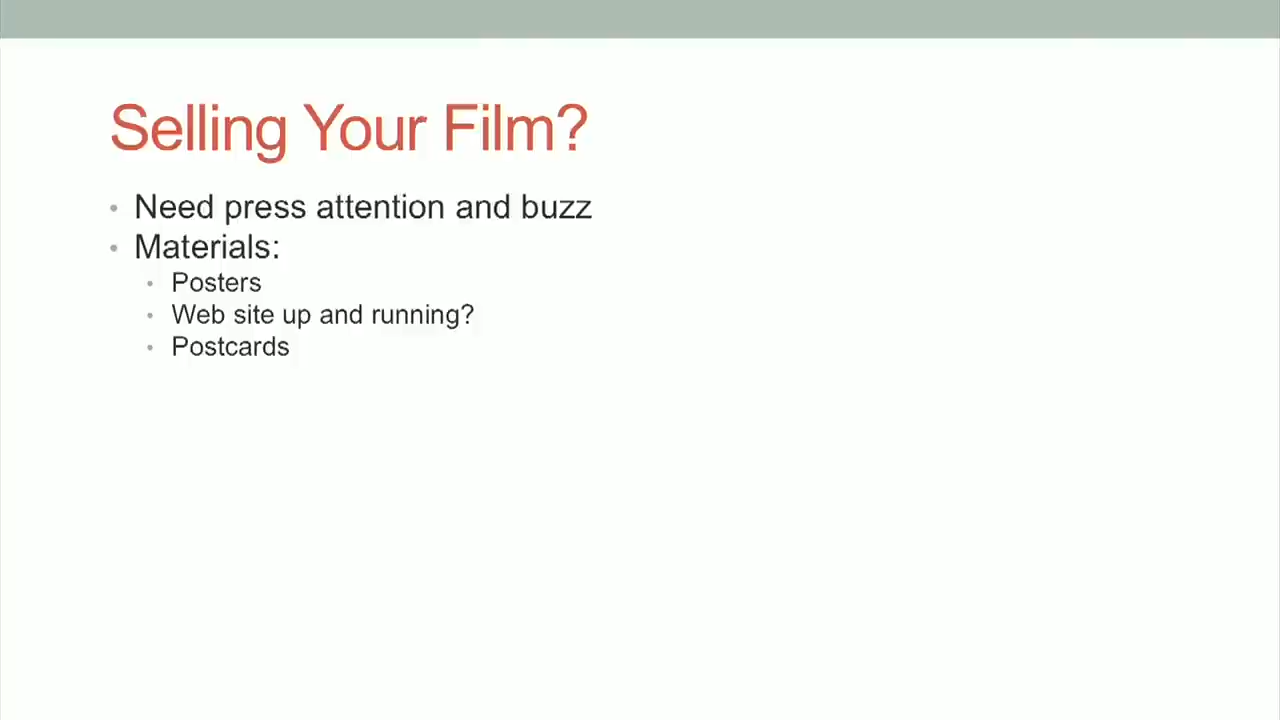 Selling Your Film?
• Need press attention and buzz
• Materials:
• Posters
• Web site up and running?
• Postcards